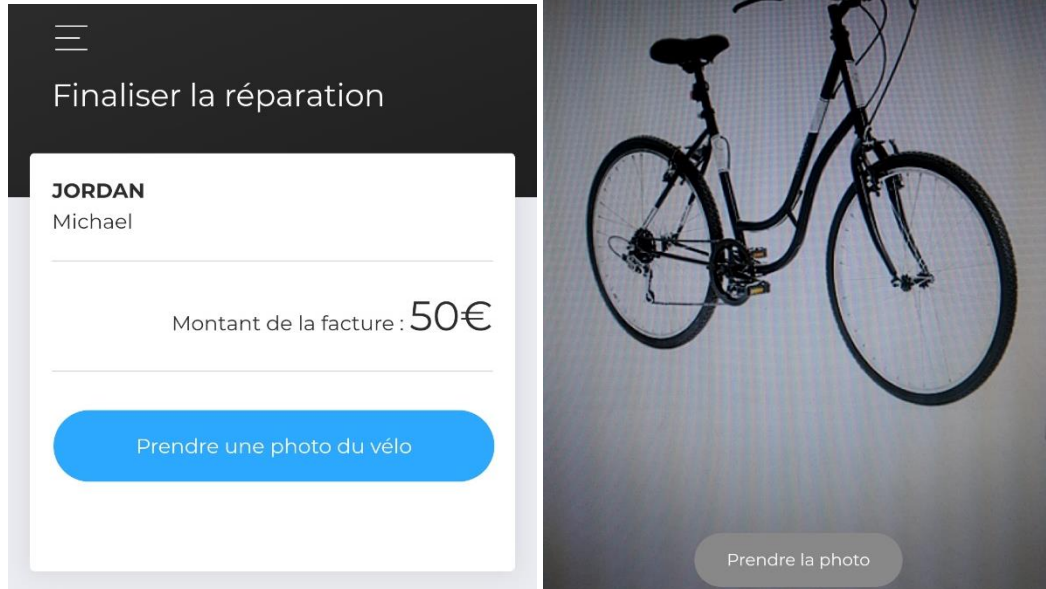 Finaliser la réparation
JORDAN
Michael
Montant de la facture : 50€
Prendre une photo du vélo
Prendre la photo